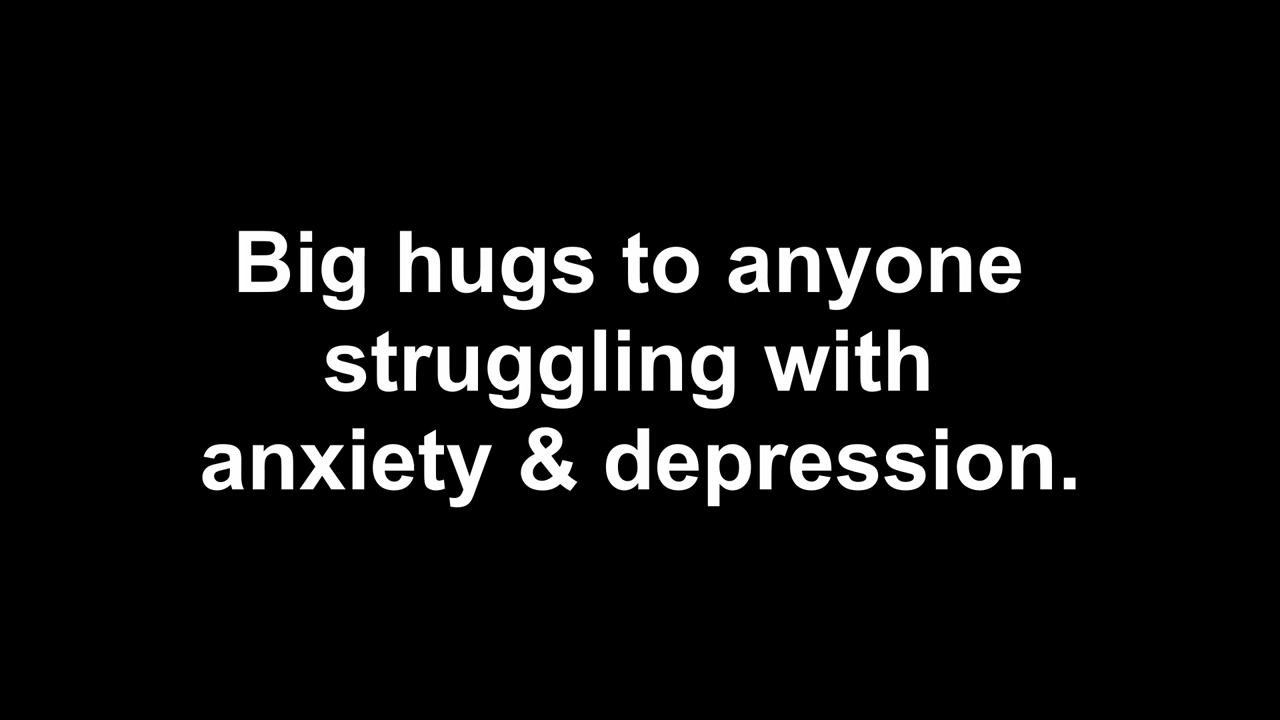 Big hugs to anyone
struggling with
anxiety & depression.